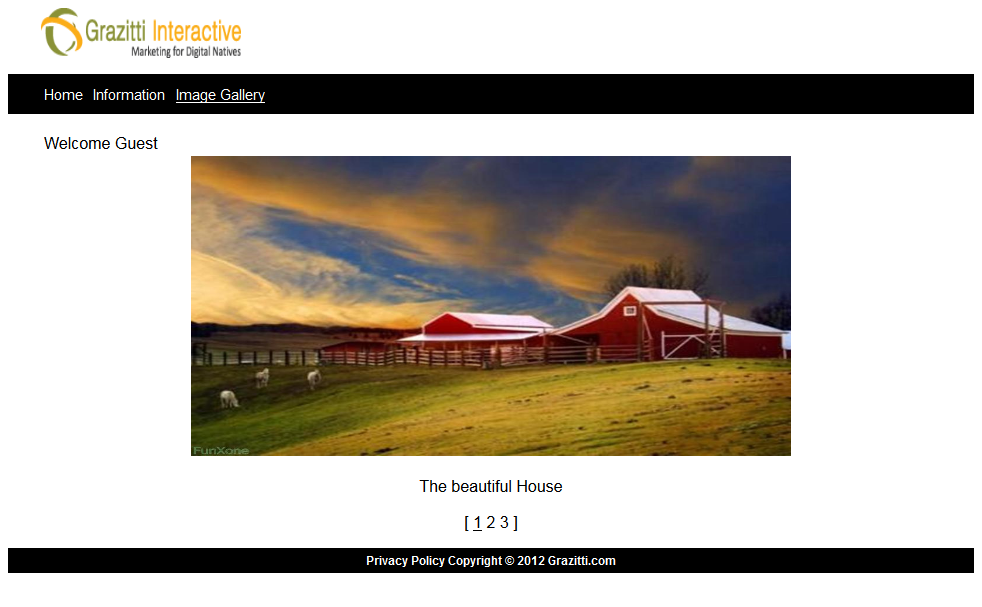 Grazitti Interactive
Marketing for Digital Natives
Home Information Image Gallery
Welcome Guest
FunXone
The beautiful House
[ 1 2 3 ]
Privacy Policy Copyright © 2012 Grazitti.com